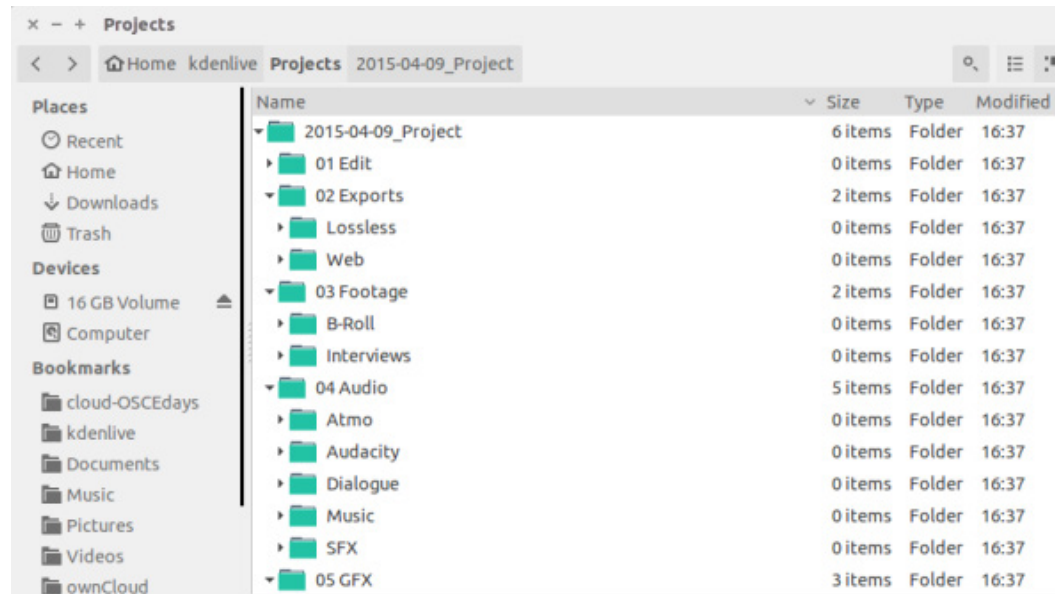 × − + Projects
< > Home kdenlive Projects 2015-04-09_Project
Places
Recent
Home
Downloads
Trash
Devices
16 GB Volume
Computer
Bookmarks
cloud-OSCEdays
kdenlive
Documents
Music
Pictures
Videos
ownCloud
Name Size Type Modified
2015-04-09_Project 6 items Folder 16:37
01 Edit 0 items Folder 16:37
02 Exports 2 items Folder 16:37
Lossless 0 items Folder 16:37
Web 0 items Folder 16:37
03 Footage 2 items Folder 16:37
B-Roll 0 items Folder 16:37
Interviews 0 items Folder 16:37
04 Audio 5 items Folder 16:37
Atmo 0 items Folder 16:37
Audacity 0 items Folder 16:37
Dialogue 0 items Folder 16:37
Music 0 items Folder 16:37
SFX 0 items Folder 16:37
05 GFX 3 items Folder 16:37